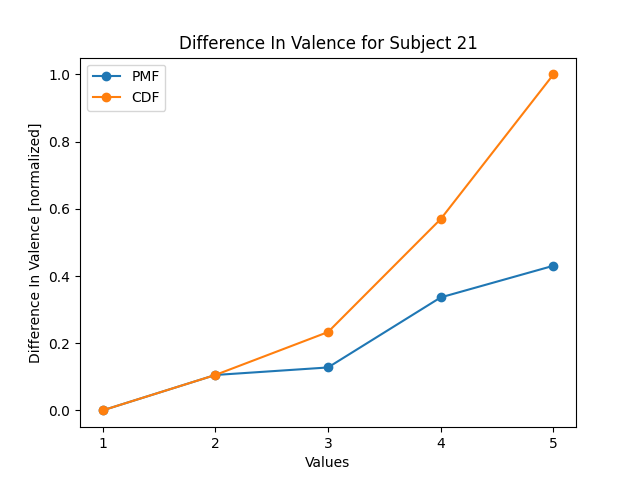 Difference In Valence for Subject 21
PMF
CDF
1.0
0.8
0.6
0.4
0.2
0.0
Difference In Valence [normalized]
1 2 3 4 5
Values